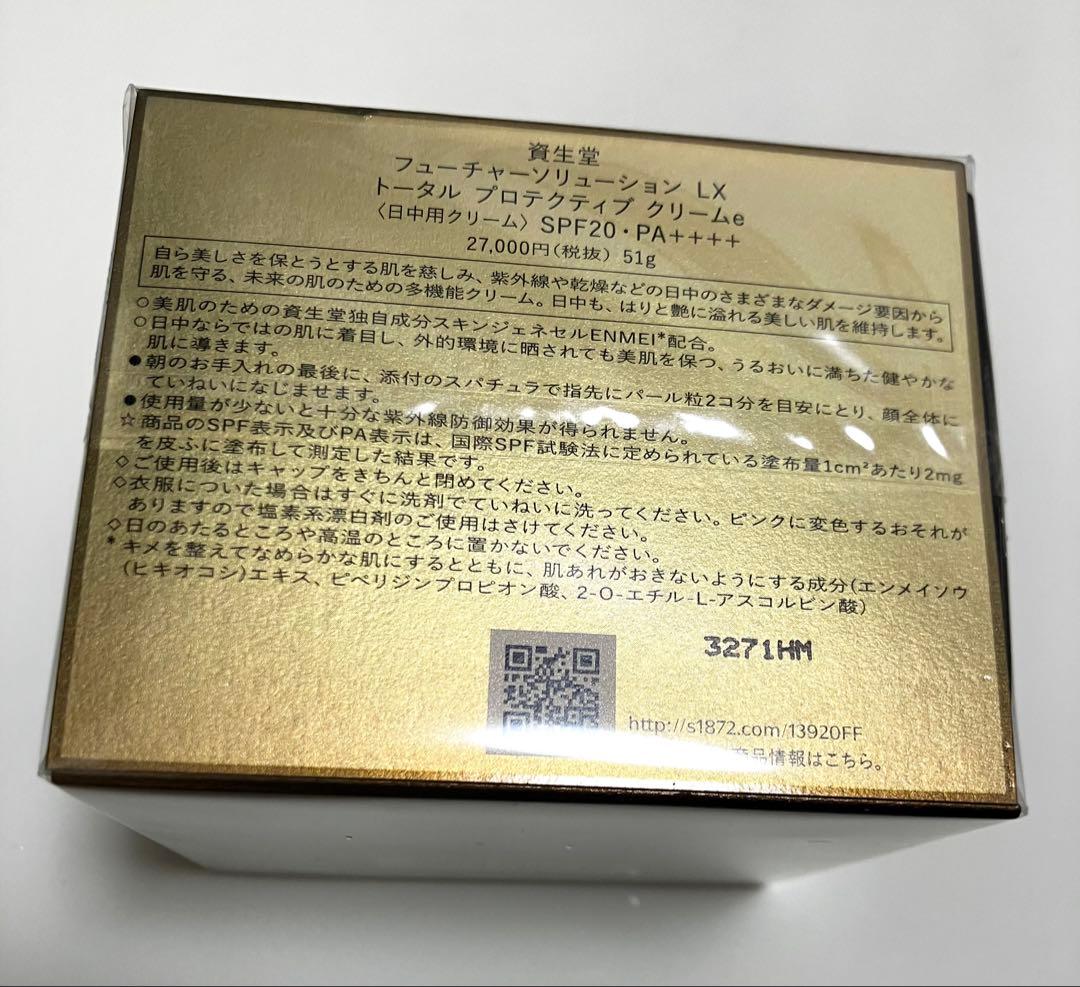 資生堂
フューチャーソリューション LX
トータル プロテクティブ クリームe
〈日中用クリーム〉 SPF20・PA++++
27,000円(税抜) 51g
自ら美しさを保とうとする肌を慈しみ、紫外線や乾燥などの日中のさまざまなダメージ要因から
肌を守る、未来の肌のための多機能クリーム。日中も、はりと艶に溢れる美しい肌を維持します。
○美肌のための資生堂独自成分スキンジェネセルENMEI*配合。
○日中ならではの肌に着目し、外的環境に晒されても美肌を保つ、うるおいに満ちた健やかな
肌に導きます。
●朝のお手入れの最後に、添付のスパチュラで指先にパール粒2コ分を目安にとり、顔全体に
ていねいになじませます。
●使用量が少ないと十分な紫外線防御効果が得られません。
☆商品のSPF表示及びPA表示は、国際SPF試験法に定められている塗布量1cm²あたり2mg
を皮ふに塗布して測定した結果です。
◇ご使用後はキャップをきちんと閉めてください。
◇衣服についた場合はすぐに洗剤でていねいに洗ってください。ピンクに変色するおそれが
ありますので塩素系漂白剤のご使用はさけてください。
◇日のあたるところや高温のところに置かないでください。
*キメを整えてなめらかな肌にするとともに、肌あれがおきないようにする成分(エンメイソウ
(ヒキオコシ)エキス、ピペリジンプロピオン酸、2-O-エチル-L-アスコルビン酸)
3271HM
http://s1872.com/13920FF
商品情報はこちら。